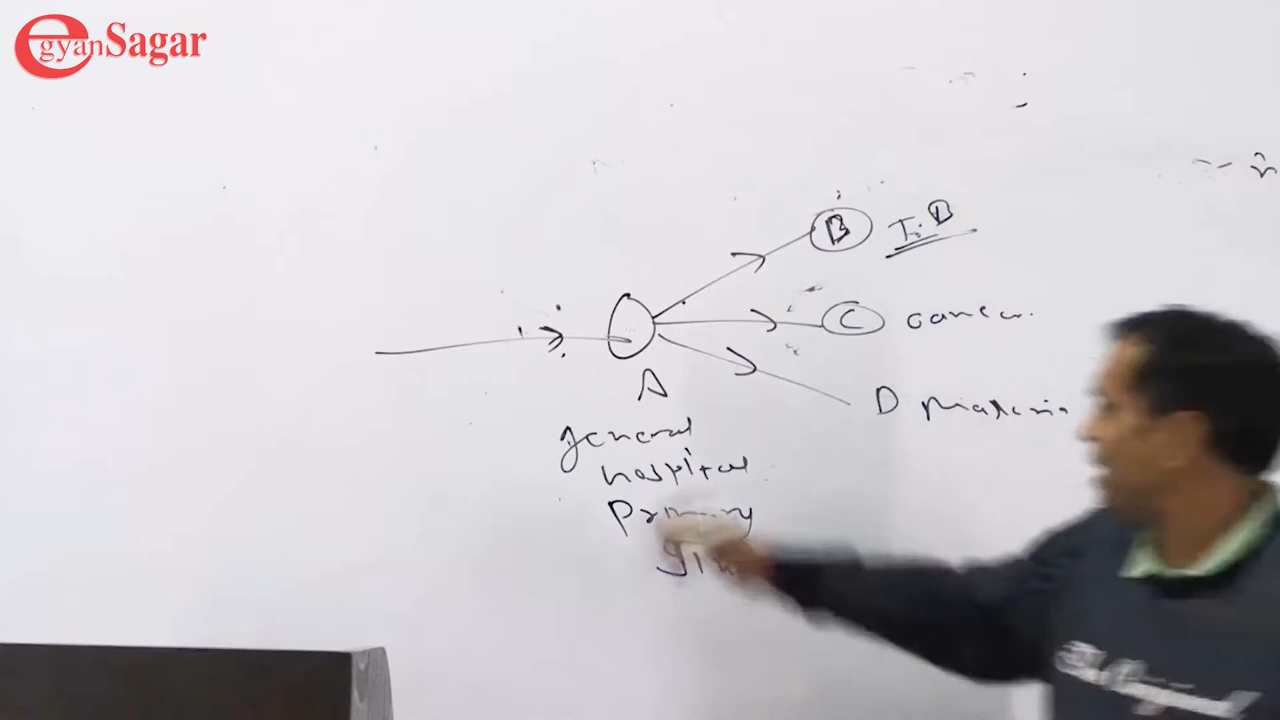 egyanSagar
B T.B
C cancer
A
D malaria
general
hospital
primary